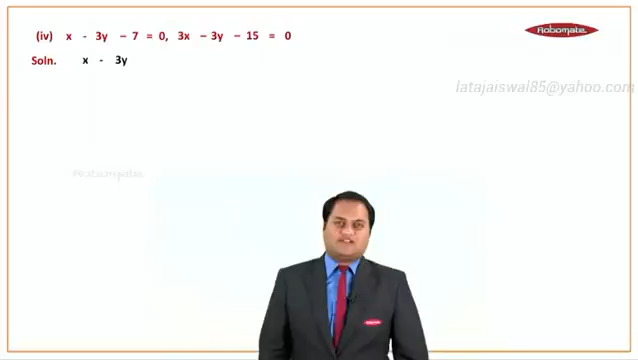 (iv) x - 3y - 7 = 0, 3x - 3y - 15 = 0
Robomate
Soln. x - 3y
latajaiswal85@yahoo.com